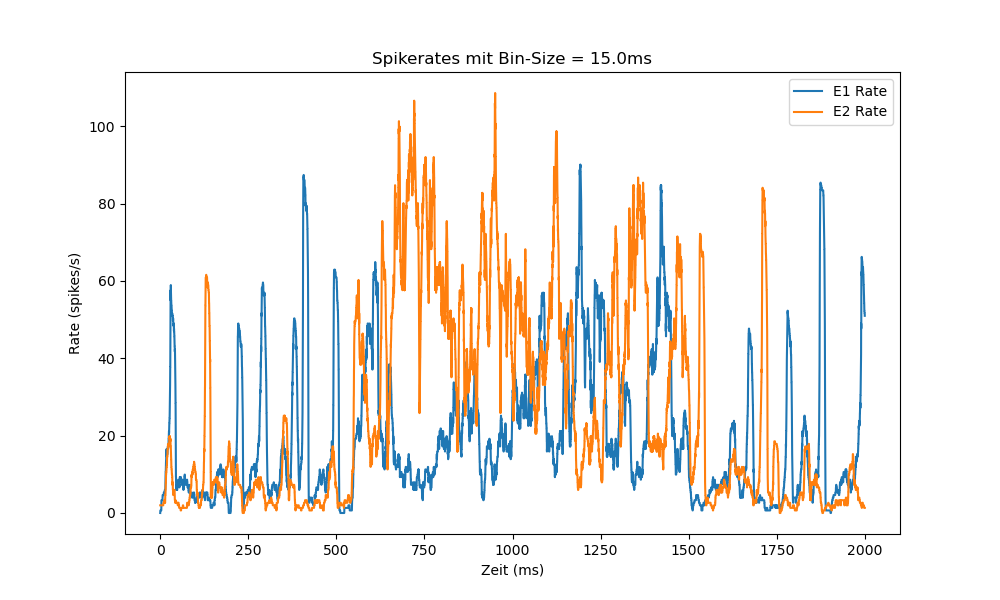 Spikerates mit Bin-Size = 15.0ms
E1 Rate
E2 Rate
100
80
60
40
20
0
Rate (spikes/s)
0 250 500 750 1000 1250 1500 1750 2000
Zeit (ms)